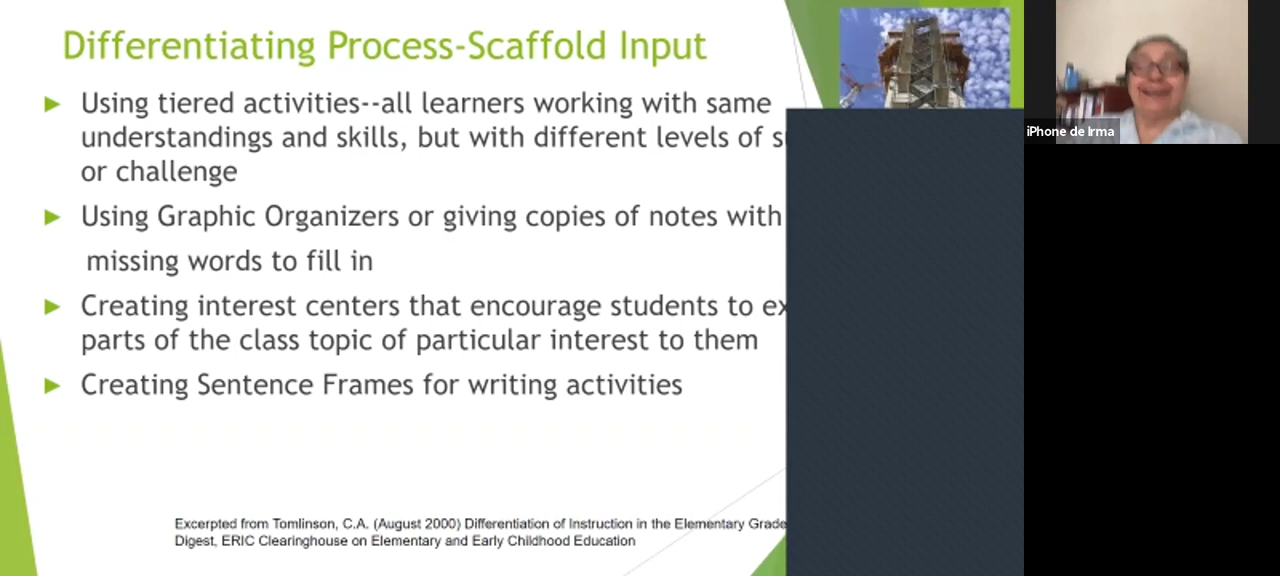 Differentiating Process-Scaffold Input
Using tiered activities--all learners working with same
understandings and skills, but with different levels of
or challenge
Using Graphic Organizers or giving copies of notes with
missing words to fill in
Creating interest centers that encourage students to
parts of the class topic of particular interest to them
Creating Sentence Frames for writing activities
Excerpted from Tomlinson, C.A. (August 2000) Differentiation of Instruction in the Elementary
Digest, ERIC Clearinghouse on Elementary and Early Childhood Education
iPhone de Irma